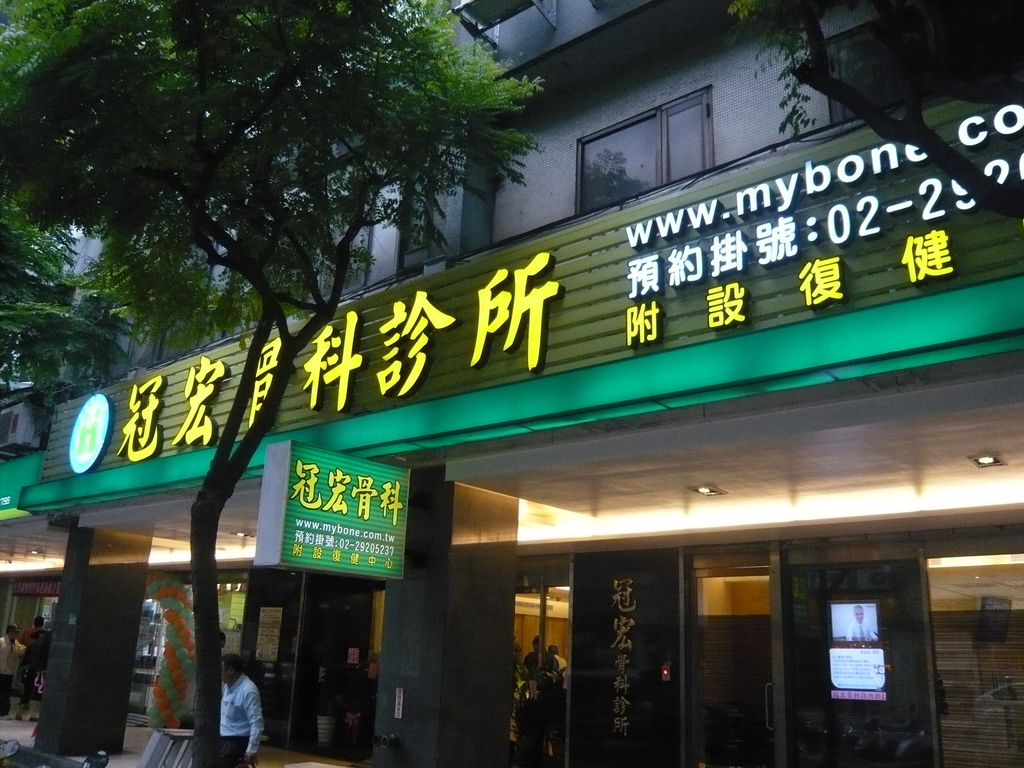 www.mybone.co
預約掛號:02-292
附設復健
冠宏骨科診所
冠宏骨科
www.mybone.com.tw
預約掛號:02-29205237
附設復健中心
冠宏骨科診所